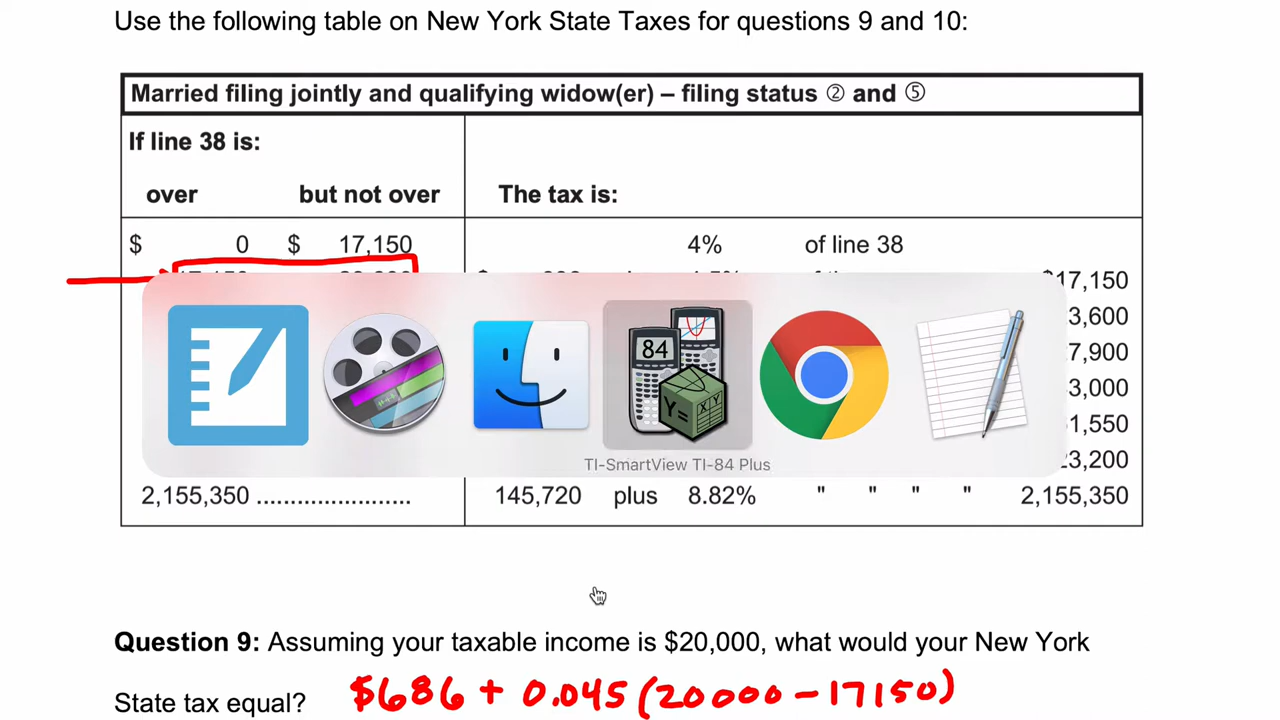 Use the following table on New York State Taxes for questions 9 and 10:
Married filing jointly and qualifying widow(er) – filing status ② and ⑤
If line 38 is:
over but not over The tax is:
$ 0 $ 17,150 4% of line 38
$17,150
3,600
7,900
3,000
1,550
23,200
2,155,350 ....................... 145,720 plus 8.82% " " " " 2,155,350
84
Y= X Y
TI-SmartView TI-84 Plus
Question 9: Assuming your taxable income is $20,000, what would your New York
State tax equal? $686 + 0.045 (20000 – 17150)